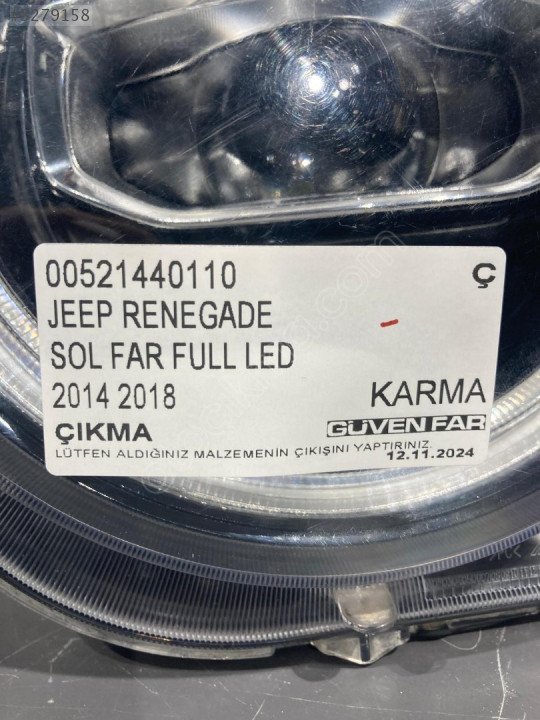 279158
00521440110 Ç
JEEP RENEGADE
SOL FAR FULL LED
2014 2018 KARMA
ÇIKMA GÜVEN FAR
LÜTFEN ALDIĞINIZ MALZEMENİN ÇIKIŞINI YAPTIRINIZ.
12.11.2024